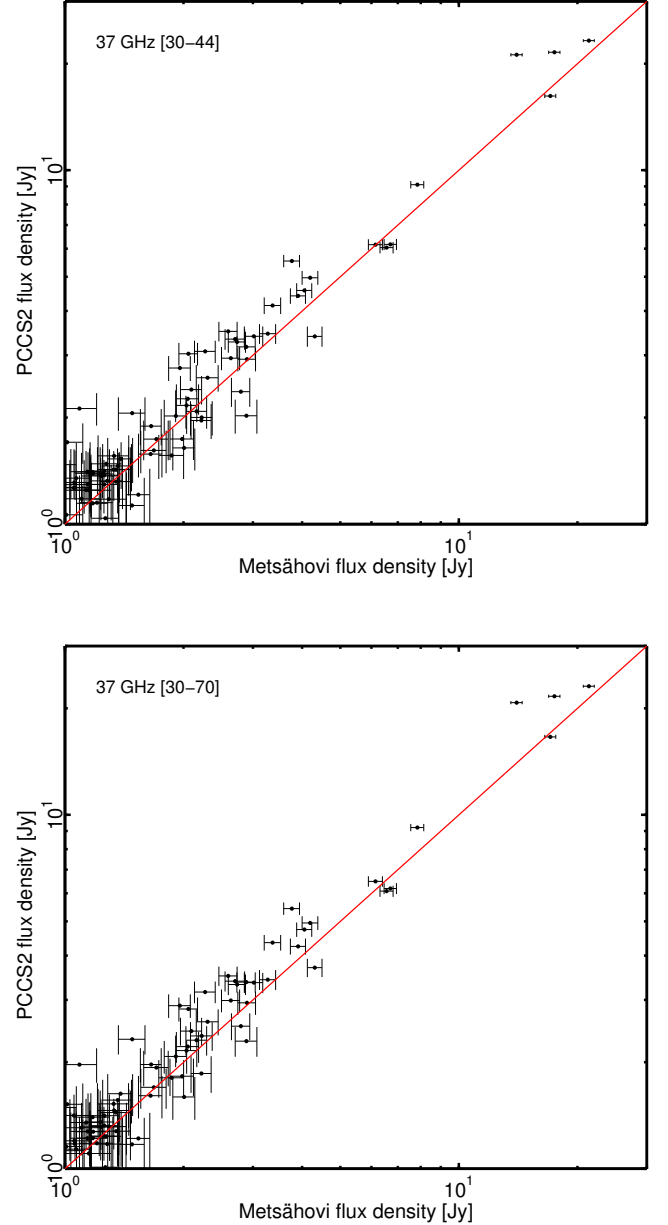 37 GHz [30−44]
PCCS2 flux density [Jy]
10^1
10^0
10^0
10^1
Metsähovi flux density [Jy]
37 GHz [30−70]
PCCS2 flux density [Jy]
10^1
10^0
10^0
10^1
Metsähovi flux density [Jy]